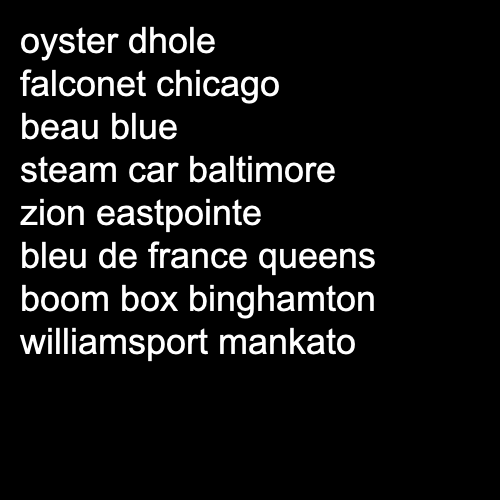 oyster dhole
falconet chicago
beau blue
steam car baltimore
zion eastpointe
bleu de france queens
boom box binghamton
williamsport mankato